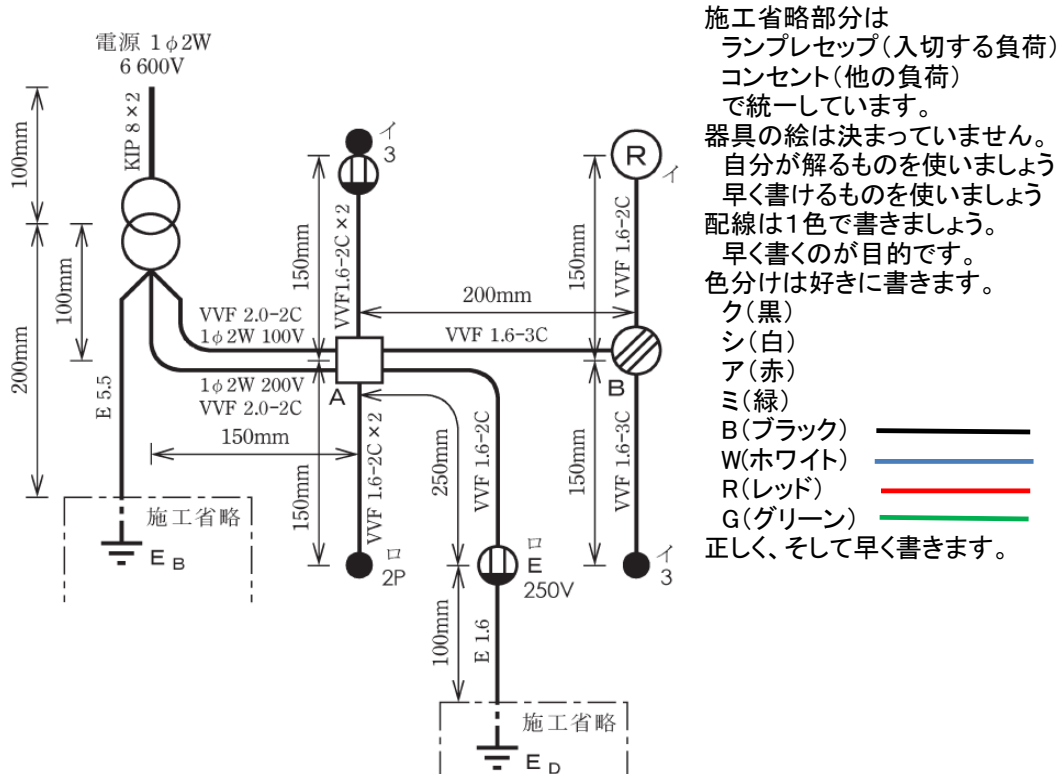 電源 1φ2W
6 600V
KIP 8×2
100mm
200mm
100mm
E 5.5
VVF 2.0-2C
1φ2W 100V
1φ2W 200V
VVF 2.0-2C
150mm
施工省略
E B
イ
3
150mm
VVF1.6-2C×2
A
150mm
VVF 1.6-2C×2
ロ
2P
200mm
VVF 1.6-3C
250mm
VVF 1.6-2C
ロ
E
250V
100mm
E 1.6
施工省略
E D
R
イ
150mm
VVF 1.6-2C
B
150mm
VVF 1.6-3C
イ
3
施工省略部分は
ランプレセップ(入切する負荷)
コンセント(他の負荷)
で統一しています。
器具の絵は決まっていません。
自分が解るものを使いましょう
早く書けるものを使いましょう
配線は1色で書きましょう。
早く書くのが目的です。
色分けは好きに書きます。
ク(黒)
シ(白)
ア(赤)
ミ(緑)
B(ブラック)
W(ホワイト)
R(レッド)
G(グリーン)
正しく、そして早く書きます。